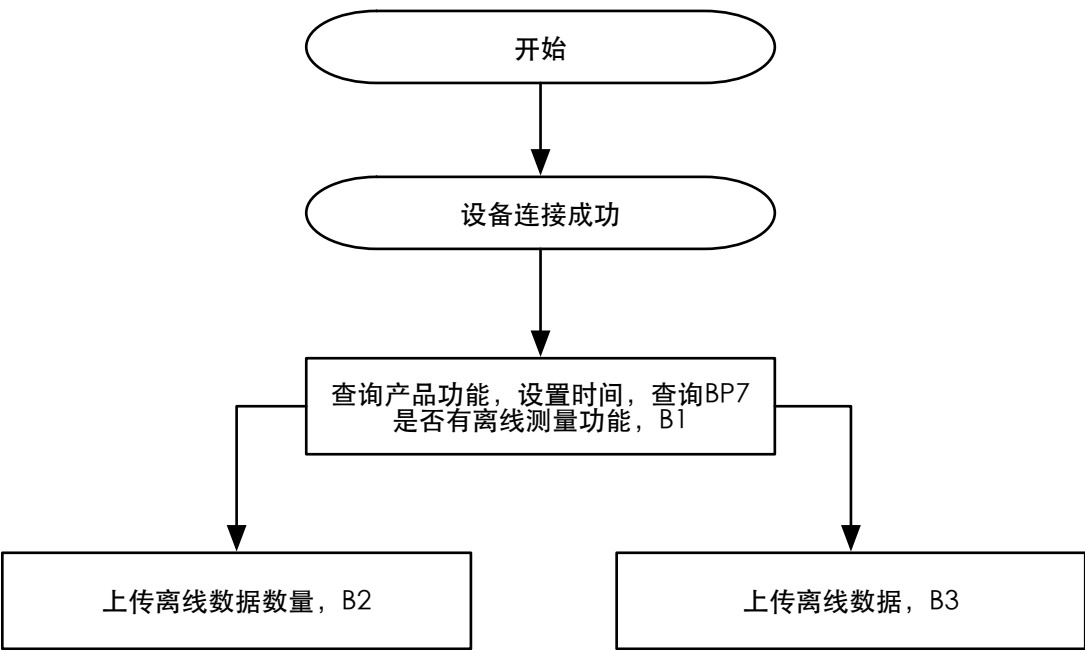 开始
设备连接成功
查询产品功能，设置时间，查询BP7
是否有离线测量功能，B1
上传离线数据数量，B2
上传离线数据，B3